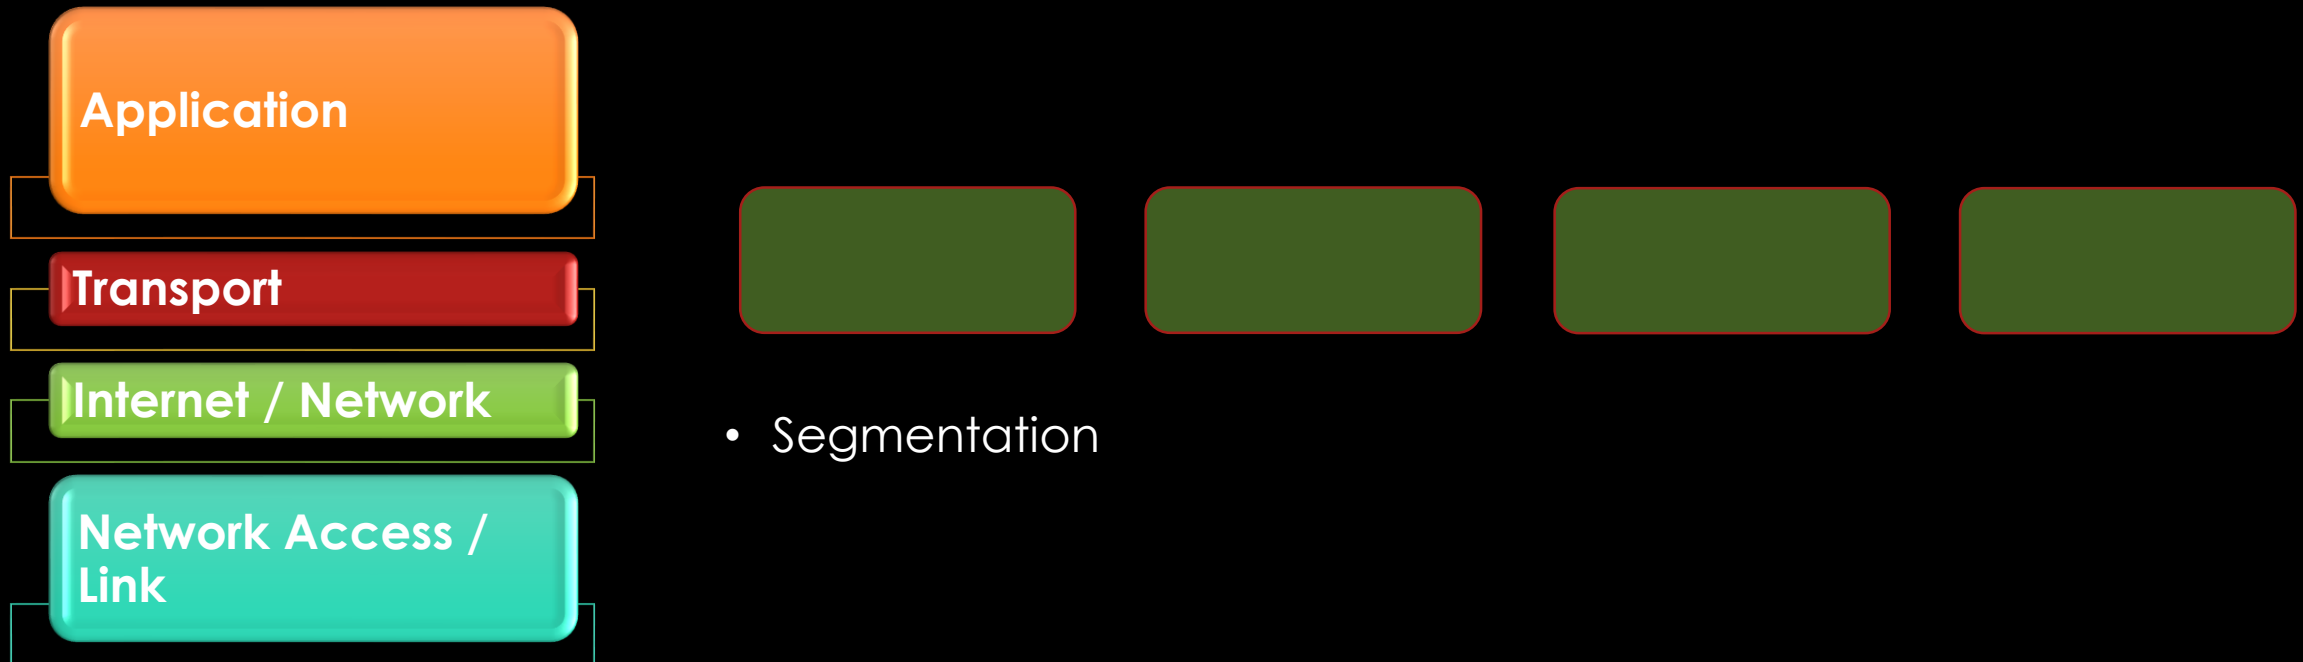 Application
Transport
Internet / Network
Network Access /
Link
• Segmentation